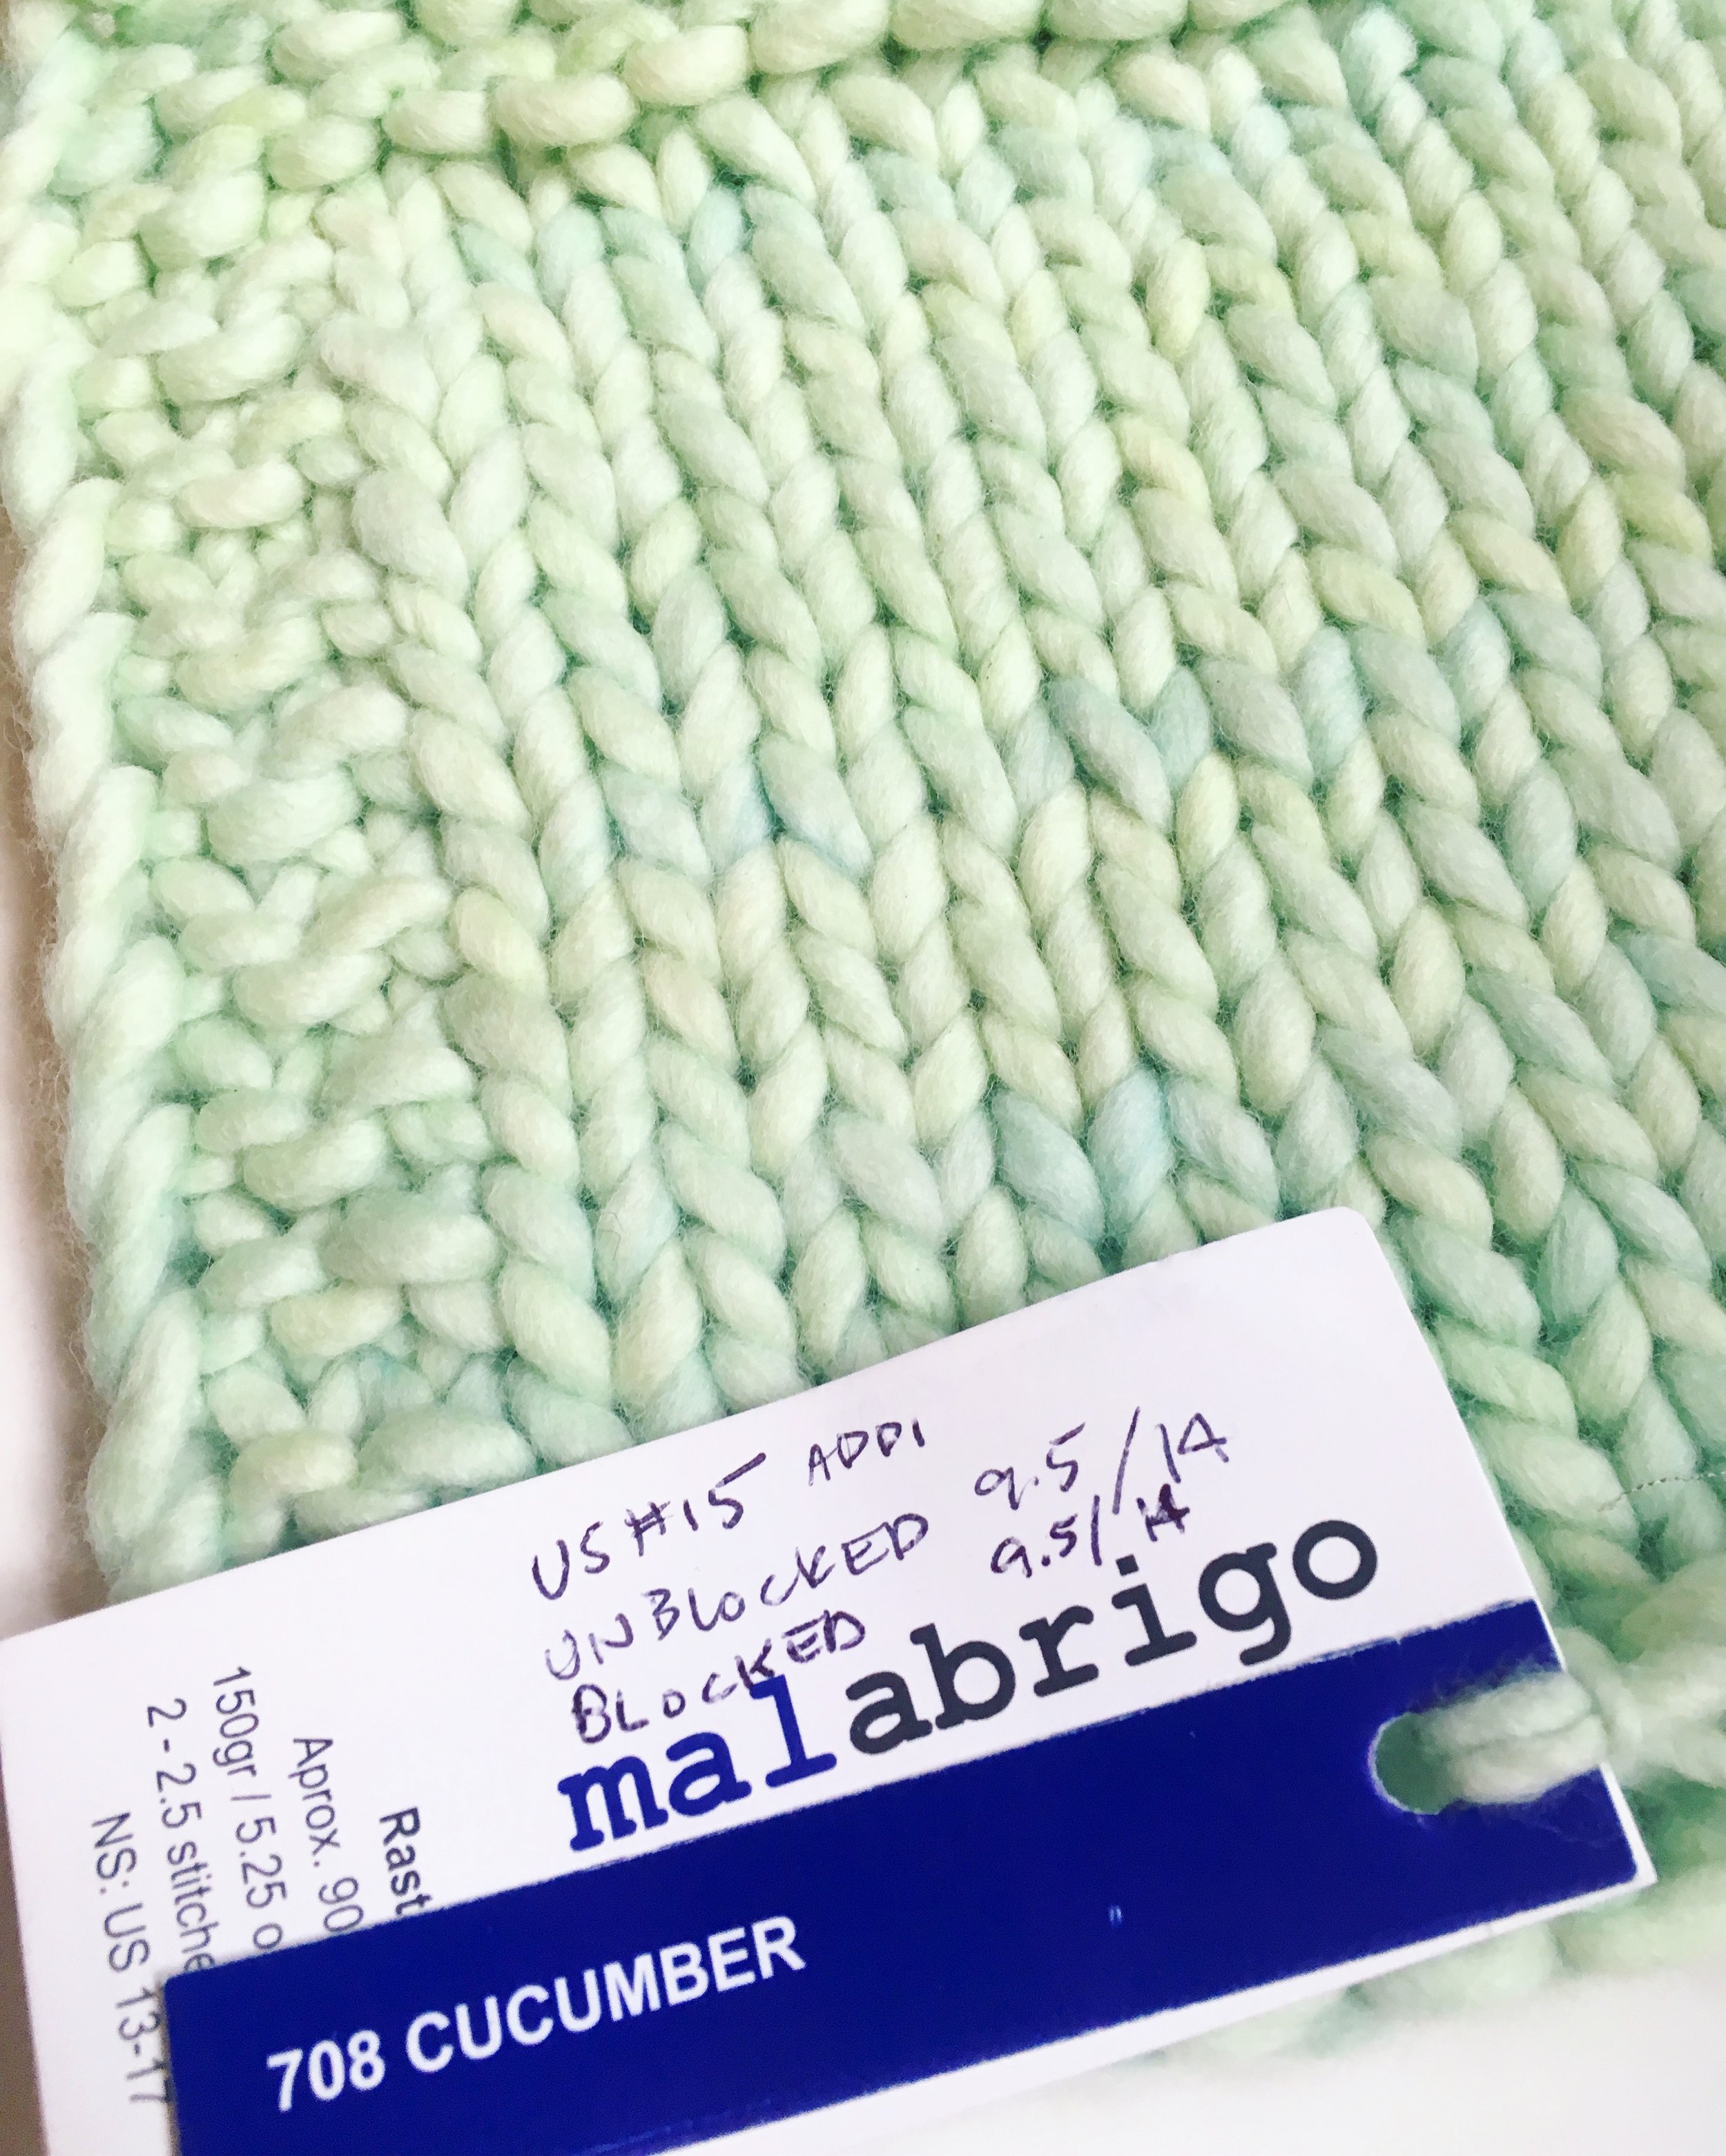 US #15 ADDI
UNBLOCKED 9.5/14
BLOCKED 9.5/14
malabrigo
Rast
Aprox. 90
150gr / 5.25 o
2 - 2.5 stitche
NS: US 13-17
708 CUCUMBER